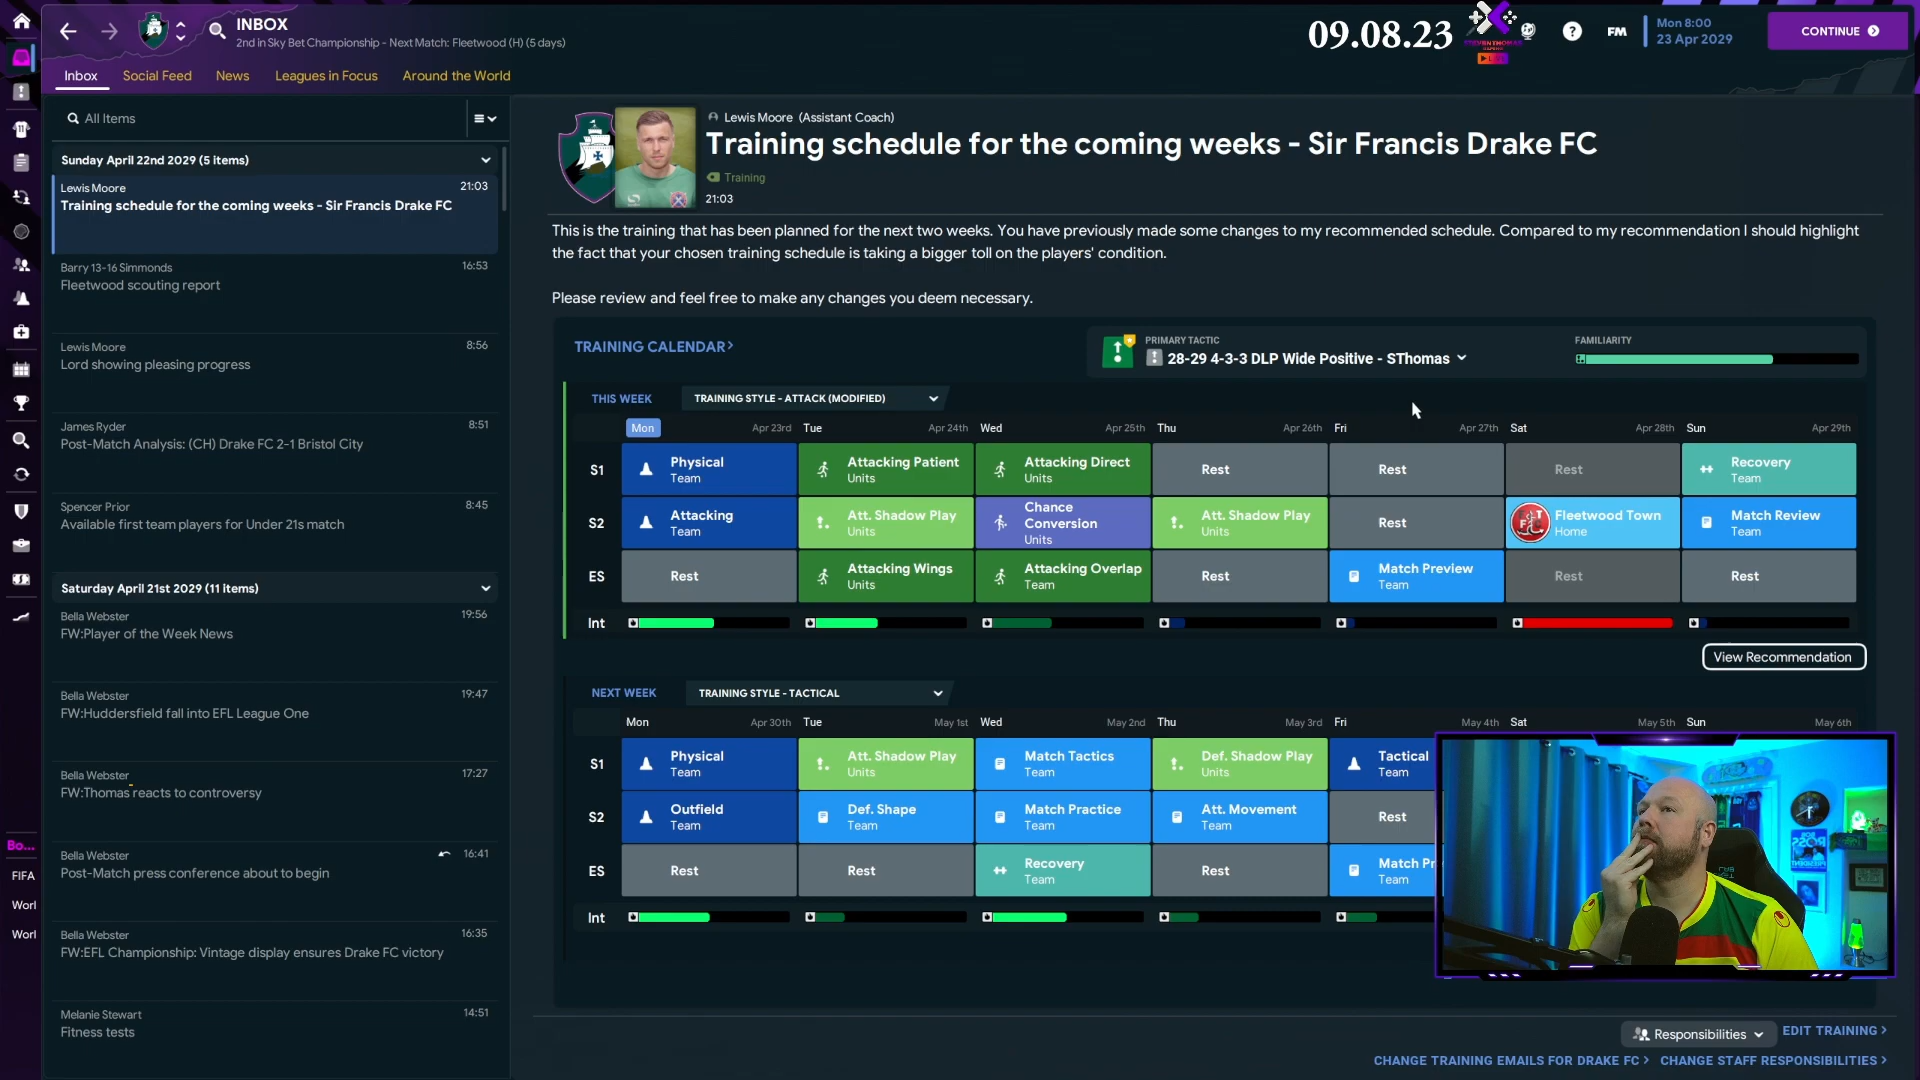 INBOX
2nd in Sky Bet Championship - Next Match: Fleetwood (H) (5 days)
09.08.23
FM
Mon 8:00
23 Apr 2029
CONTINUE
Inbox
Social Feed
News
Leagues in Focus
Around the World
All Items
Sunday April 22nd 2029 (5 items)
Lewis Moore
21:03
Training schedule for the coming weeks - Sir Francis Drake FC
Barry 13-16 Simmonds
16:53
Fleetwood scouting report
Lewis Moore
8:56
Lord showing pleasing progress
James Ryder
8:51
Post-Match Analysis: (CH) Drake FC 2-1 Bristol City
Spencer Prior
8:45
Available first team players for Under 21s match
Saturday April 21st 2029 (11 items)
Bella Webster
19:56
FW:Player of the Week News
Bella Webster
19:47
FW:Huddersfield fall into EFL League One
Bella Webster
17:27
FW:Thomas reacts to controversy
Bella Webster
16:41
Post-Match press conference about to begin
Bella Webster
16:35
FW:EFL Championship: Vintage display ensures Drake FC victory
Melanie Stewart
14:51
Fitness tests
Bo...
FIFA
Worl
Worl
Lewis Moore (Assistant Coach)
Training schedule for the coming weeks - Sir Francis Drake FC
Training
21:03
This is the training that has been planned for the next two weeks. You have previously made some changes to my recommended schedule. Compared to my recommendation I should highlight
the fact that your chosen training schedule is taking a bigger toll on the players' condition.
Please review and feel free to make any changes you deem necessary.
TRAINING CALENDAR
PRIMARY TACTIC
28-29 4-3-3 DLP Wide Positive - SThomas
FAMILIARITY
THIS WEEK
TRAINING STYLE - ATTACK (MODIFIED)
Mon Apr 23rd Tue Apr 24th Wed Apr 25th Thu Apr 26th Fri Apr 27th Sat Apr 28th Sun Apr 29th
S1
Physical
Team
Attacking Patient
Units
Attacking Direct
Units
Rest
Rest
Rest
Recovery
Team
S2
Attacking
Team
Att. Shadow Play
Units
Chance
Conversion
Units
Att. Shadow Play
Units
Rest
Fleetwood Town
Home
Match Review
Team
ES
Rest
Attacking Wings
Units
Attacking Overlap
Team
Rest
Match Preview
Team
Rest
Rest
Int
View Recommendation
NEXT WEEK
TRAINING STYLE - TACTICAL
Mon Apr 30th Tue May 1st Wed May 2nd Thu May 3rd Fri May 4th Sat May 5th Sun May 6th
S1
Physical
Team
Att. Shadow Play
Units
Match Tactics
Team
Def. Shadow Play
Units
Tactical
Team
S2
Outfield
Team
Def. Shape
Team
Match Practice
Team
Att. Movement
Team
Rest
ES
Rest
Rest
Recovery
Team
Rest
Match Pr
Team
Int
Responsibilities
EDIT TRAINING
CHANGE TRAINING EMAILS FOR DRAKE FC
CHANGE STAFF RESPONSIBILITIES